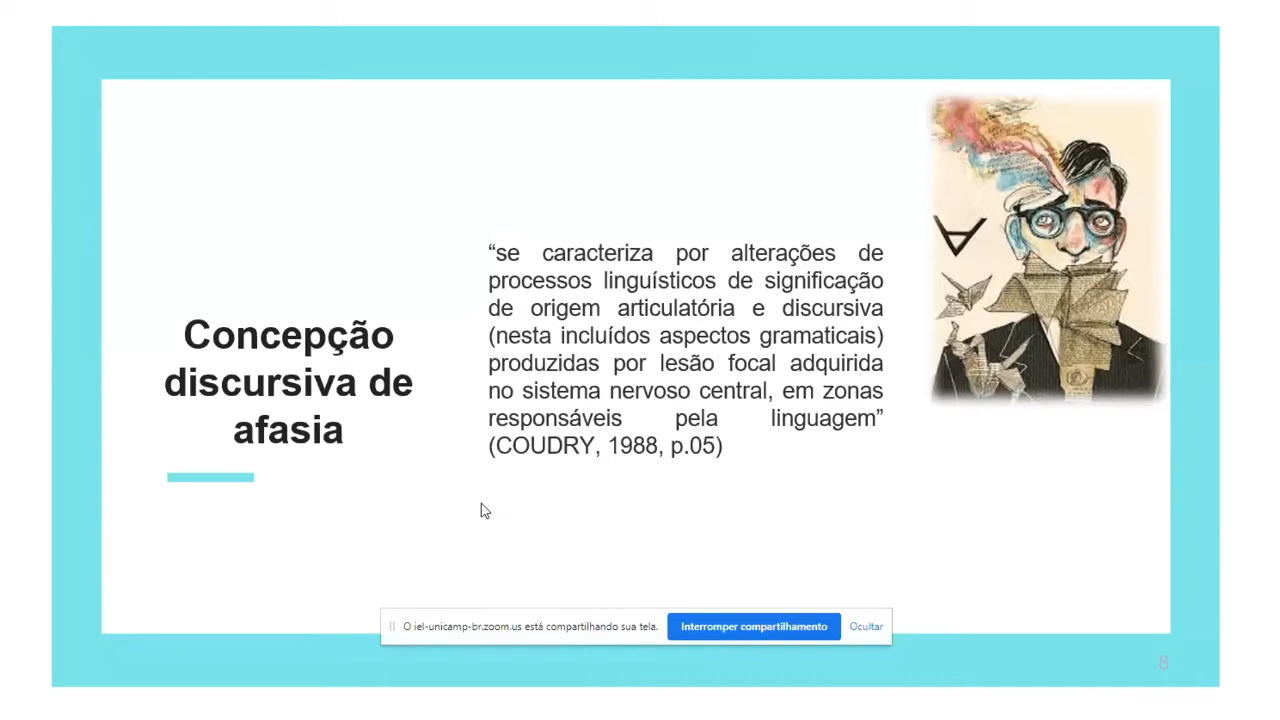 Concepção
discursiva de
afasia
“se caracteriza por alterações de
processos linguísticos de significação
de origem articulatória e discursiva
(nesta incluídos aspectos gramaticais)
produzidas por lesão focal adquirida
no sistema nervoso central, em zonas
responsáveis pela linguagem”
(COUDRY, 1988, p.05)
O iel-unicamp-br.zoom.us está compartilhando sua tela.
Interromper compartilhamento
Ocultar
8